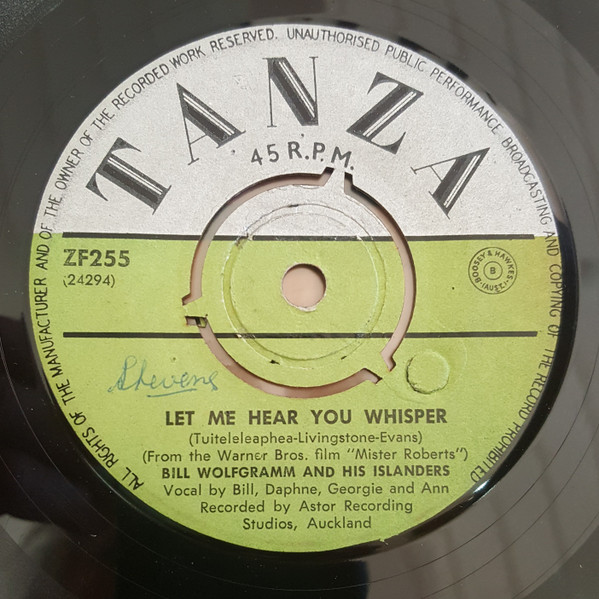 ALL RIGHTS OF THE MANUFACTURER AND OF THE OWNER OF THE RECORDED WORK RESERVED. UNAUTHORISED PUBLIC PERFORMANCE, BROADCASTING AND COPYING OF THE RECORD PROHIBITED
TANZA
45 R.P.M.
ZF255
(24294)
BOOSEY & HAWKES (A'SIA)
B
Stevens
LET ME HEAR YOU WHISPER
(Tuiteleleaphea-Livingstone-Evans)
(From the Warner Bros. film "Mister Roberts")
BILL WOLFGRAMM AND HIS ISLANDERS
Vocal by Bill, Daphne, Georgie and Ann
Recorded by Astor Recording
Studios, Auckland